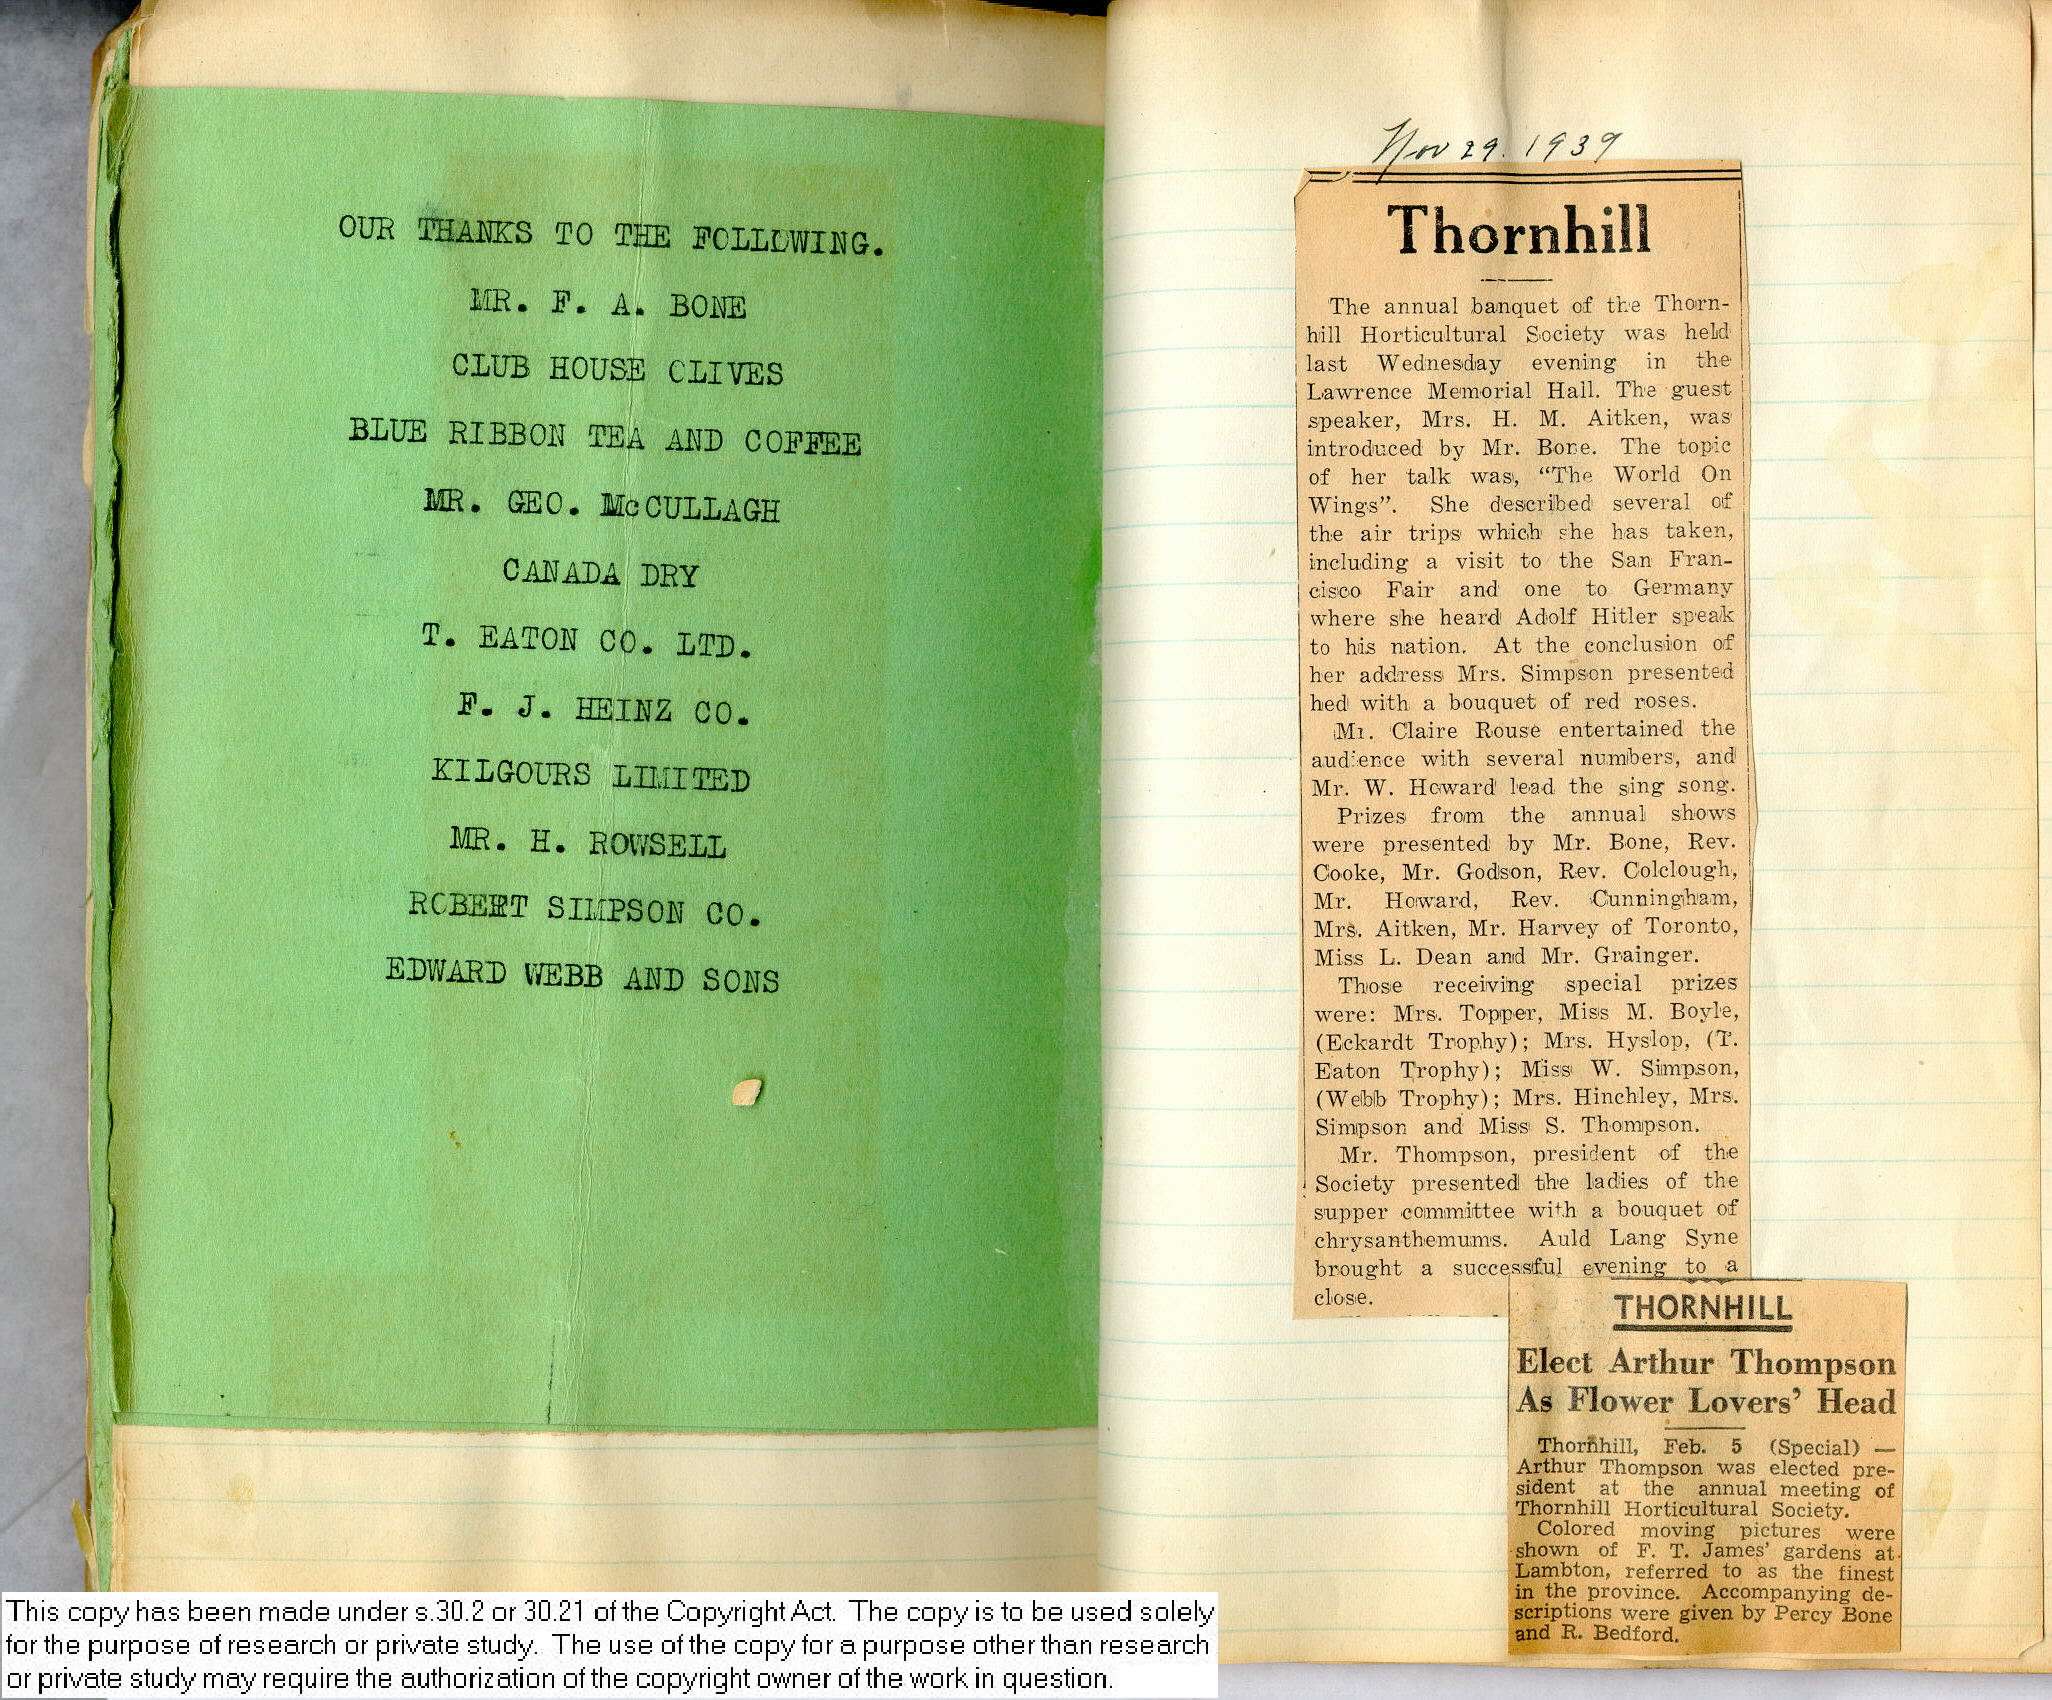 OUR THANKS TO THE FOLLOWING.
MR. F. A. BONE
CLUB HOUSE OLIVES
BLUE RIBBON TEA AND COFFEE
MR. GEO. McCULLAGH
CANADA DRY
T. EATON CO. LTD.
F. J. HEINZ CO.
KILGOURS LIMITED
MR. H. ROWSELL
ROBERT SIMPSON CO.
EDWARD WEBB AND SONS
Nov 29. 1939
Thornhill
The annual banquet of the Thorn-
hill Horticultural Society was held
last Wednesday evening in the
Lawrence Memorial Hall. The guest
speaker, Mrs. H. M. Aitken, was
introduced by Mr. Bone. The topic
of her talk was, “The World On
Wings”. She described several of
the air trips which she has taken,
including a visit to the San Fran-
cisco Fair and one to Germany
where she heard Adolf Hitler speak
to his nation. At the conclusion of
her address Mrs. Simpson presented
hed with a bouquet of red roses.
Mr. Claire Rouse entertained the
audience with several numbers, and
Mr. W. Howard lead the sing song.
Prizes from the annual shows
were presented by Mr. Bone, Rev.
Cooke, Mr. Godson, Rev. Colclough,
Mr. Howard, Rev. Cunningham,
Mrs. Aitken, Mr. Harvey of Toronto,
Miss L. Dean and Mr. Grainger.
Those receiving special prizes
were: Mrs. Topper, Miss M. Boyle,
(Eckardt Trophy); Mrs. Hyslop, (T.
Eaton Trophy); Miss W. Simpson,
(Webb Trophy); Mrs. Hinchley, Mrs.
Simpson and Miss S. Thompson.
Mr. Thompson, president of the
Society presented the ladies of the
supper committee with a bouquet of
chrysanthemums. Auld Lang Syne
brought a successful evening to a
close.
THORNHILL
Elect Arthur Thompson
As Flower Lovers’ Head
Thornhill, Feb. 5 (Special) —
Arthur Thompson was elected pre-
sident at the annual meeting of
Thornhill Horticultural Society.
Colored moving pictures were
shown of F. T. James’ gardens at
Lambton, referred to as the finest
in the province. Accompanying de-
scriptions were given by Percy Bone
and R. Bedford.
This copy has been made under s.30.2 or 30.21 of the Copyright Act. The copy is to be used solely
for the purpose of research or private study. The use of the copy for a purpose other than research
or private study may require the authorization of the copyright owner of the work in question.